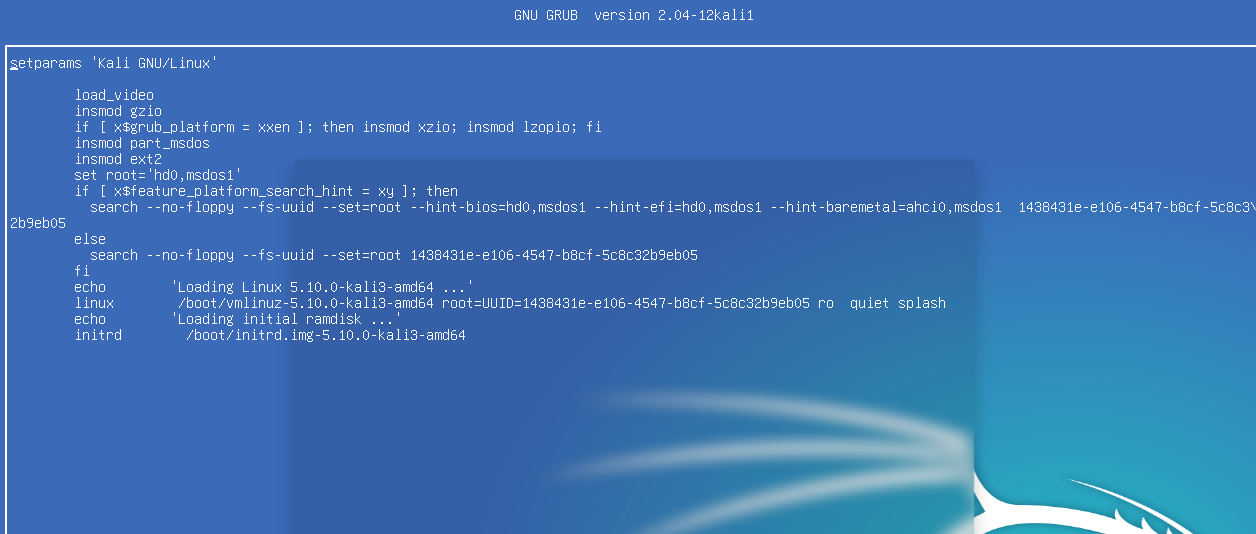 GNU GRUB  version 2.04-12kali1
setparams 'Kali GNU/Linux'
load_video
insmod gzio
if [ x$grub_platform = xxen ]; then insmod xzio; insmod lzopio; fi
insmod part_msdos
insmod ext2
set root='hd0,msdos1'
if [ x$feature_platform_search_hint = xy ]; then
search --no-floppy --fs-uuid --set=root --hint-bios=hd0,msdos1 --hint-efi=hd0,msdos1 --hint-baremetal=ahci0,msdos1  1438431e-e106-4547-b8cf-5c8c3\
2b9eb05
else
search --no-floppy --fs-uuid --set=root 1438431e-e106-4547-b8cf-5c8c32b9eb05
fi
echo        'Loading Linux 5.10.0-kali3-amd64 ...'
linux        /boot/vmlinuz-5.10.0-kali3-amd64 root=UUID=1438431e-e106-4547-b8cf-5c8c32b9eb05 ro  quiet splash
echo        'Loading initial ramdisk ...'
initrd        /boot/initrd.img-5.10.0-kali3-amd64